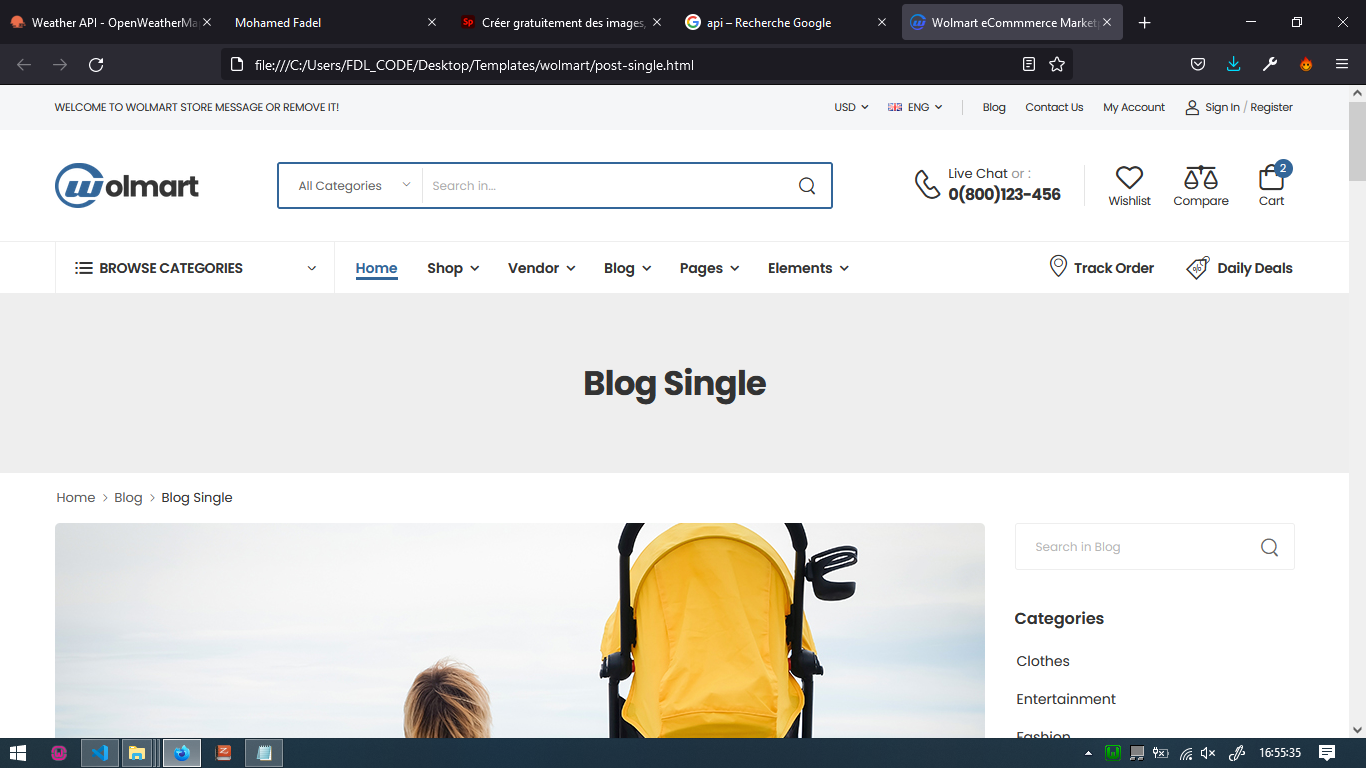 Weather API - OpenWeatherMa
Mohamed Fadel
Créer gratuitement des images,
api – Recherche Google
Wolmart eCommmerce Market
file:///C:/Users/FDL_CODE/Desktop/Templates/wolmart/post-single.html
WELCOME TO WOLMART STORE MESSAGE OR REMOVE IT!
USD
ENG
Blog
Contact Us
My Account
Sign In / Register
Wolmart
All Categories
Search in...
Live Chat or :
0(800)123-456
Wishlist
Compare
2
Cart
BROWSE CATEGORIES
Home
Shop
Vendor
Blog
Pages
Elements
Track Order
Daily Deals
Blog Single
Home > Blog > Blog Single
Search in Blog
Categories
Clothes
Entertainment
Fashion
16:55:35